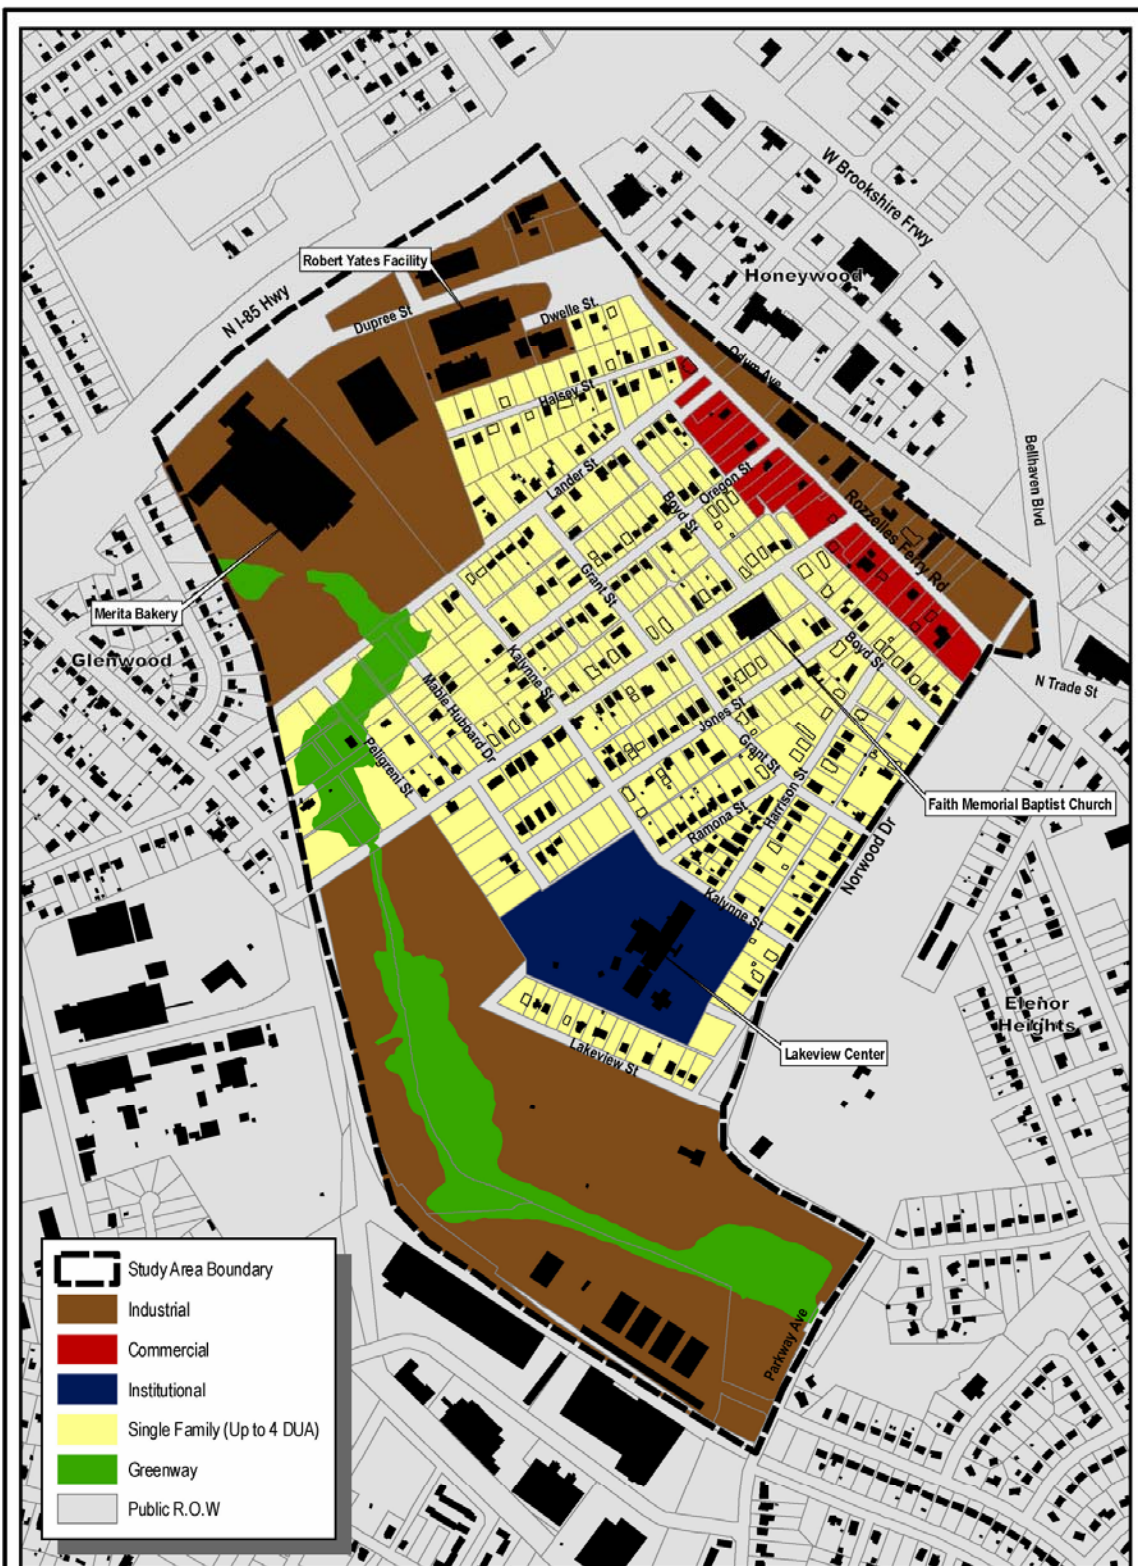 W Brookshire Frwy
Honeywood
Robert Yates Facility
N I-85 Hwy
Dupree St
Dwelle St.
Odum Ave
Halsey St
Bellhaven Blvd
Lander St
Oregon St
Boyd St
Rozzelles Ferry Rd
Grant St
Merita Bakery
Glenwood
Kalynne St
Boyd St
Mable Hubbard Dr
N Trade St
Jones St
Peligreni St
Grant St
Harrison St
Faith Memorial Baptist Church
Ramona St
Norwood Dr
Kalynne St
Elenor
Heights
Lakeview Center
Lakeview St
Parkway Ave
Study Area Boundary
Industrial
Commercial
Institutional
Single Family (Up to 4 DUA)
Greenway
Public R.O.W